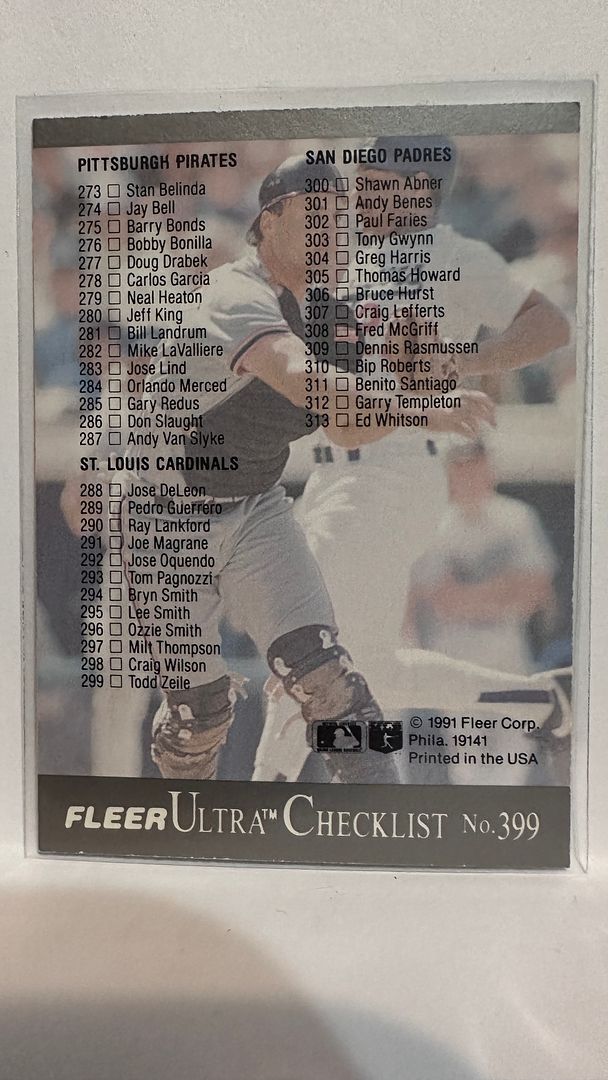 PITTSBURGH PIRATES
273 □ Stan Belinda
274 □ Jay Bell
275 □ Barry Bonds
276 □ Bobby Bonilla
277 □ Doug Drabek
278 □ Carlos Garcia
279 □ Neal Heaton
280 □ Jeff King
281 □ Bill Landrum
282 □ Mike LaValliere
283 □ Jose Lind
284 □ Orlando Merced
285 □ Gary Redus
286 □ Don Slaught
287 □ Andy Van Slyke
ST. LOUIS CARDINALS
288 □ Jose DeLeon
289 □ Pedro Guerrero
290 □ Ray Lankford
291 □ Joe Magrane
292 □ Jose Oquendo
293 □ Tom Pagnozzi
294 □ Bryn Smith
295 □ Lee Smith
296 □ Ozzie Smith
297 □ Milt Thompson
298 □ Craig Wilson
299 □ Todd Zeile
SAN DIEGO PADRES
300 □ Shawn Abner
301 □ Andy Benes
302 □ Paul Faries
303 □ Tony Gwynn
304 □ Greg Harris
305 □ Thomas Howard
306 □ Bruce Hurst
307 □ Craig Lefferts
308 □ Fred McGriff
309 □ Dennis Rasmussen
310 □ Bip Roberts
311 □ Benito Santiago
312 □ Garry Templeton
313 □ Ed Whitson
© 1991 Fleer Corp.
Phila. 19141
Printed in the USA
FLEER ULTRA™ CHECKLIST No. 399